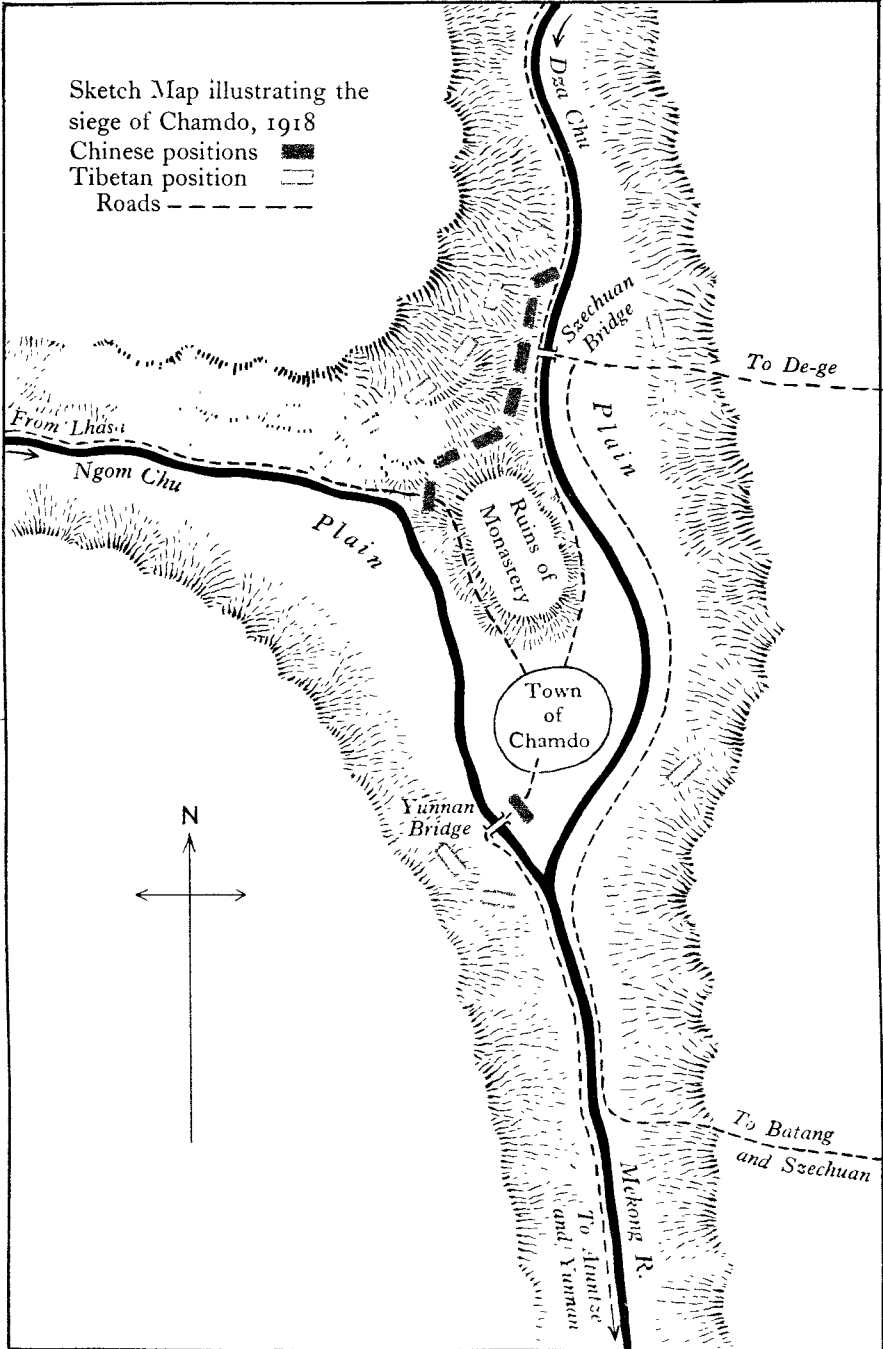 Sketch Map illustrating the
siege of Chamdo, 1918
Chinese positions
Tibetan position
Roads
Dza Chu
Szechuan
Bridge
To De-ge
Plain
From Lhasa
Ngom Chu
Plain
Ruins of
Monastery
Town
of
Chamdo
Yunnan
Bridge
N
To Batang
and Szechuan
Mekong R.
To Atuntze
and Yunnan